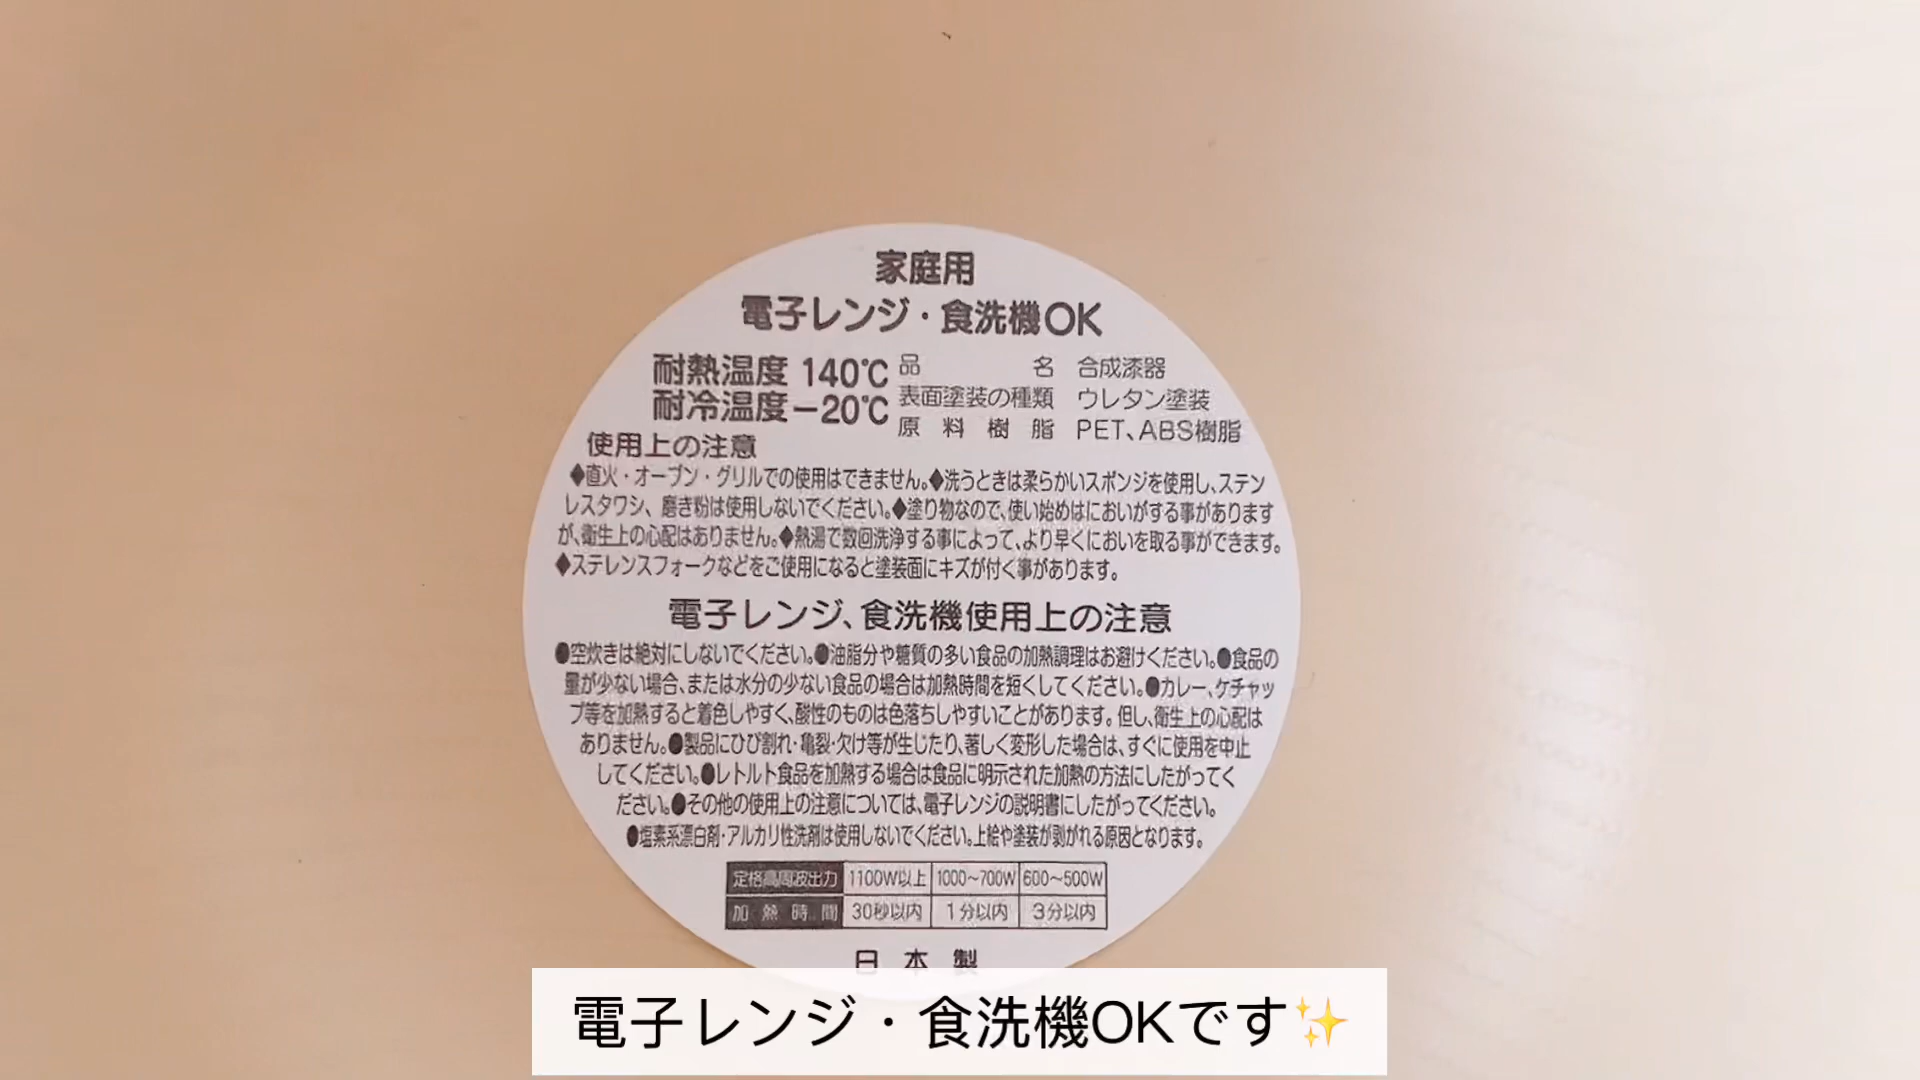 家庭用
電子レンジ・食洗機OK
耐熱温度 140℃
耐冷温度−20℃
品名 合成漆器
表面塗装の種類 ウレタン塗装
原料樹脂 PET、ABS樹脂
使用上の注意
◆直火・オーブン・グリルでの使用はできません。◆洗うときは柔らかいスポンジを使用し、ステン
レスタワシ、磨き粉は使用しないでください。◆塗り物なので、使い始めはにおいがする事があります
が、衛生上の心配はありません。◆熱湯で数回洗浄する事によって、より早くにおいを取る事ができます。
◆ステレンスフォークなどをご使用になると塗装面にキズが付く事があります。
電子レンジ、食洗機使用上の注意
●空炊きは絶対にしないでください。●油脂分や糖質の多い食品の加熱調理はお避けください。●食品の
量が少ない場合、または水分の少ない食品の場合は加熱時間を短くしてください。●カレー、ケチャッ
プ等を加熱すると着色しやすく、酸性のものは色落ちしやすいことがあります。但し、衛生上の心配は
ありません。●製品にひび割れ・亀裂・欠け等が生じたり、著しく変形した場合は、すぐに使用を中止
してください。●レトルト食品を加熱する場合は食品に明示された加熱の方法にしたがってく
ださい。●その他の使用上の注意については、電子レンジの説明書にしたがってください。
●塩素系漂白剤・アルカリ性洗剤は使用しないでください。上絵や塗装が剥がれる原因となります。
定格高周波出力 1100W以上 1000～700W 600～500W
加熱時間 30秒以内 1分以内 3分以内
日本製
電子レンジ・食洗機OKです✨